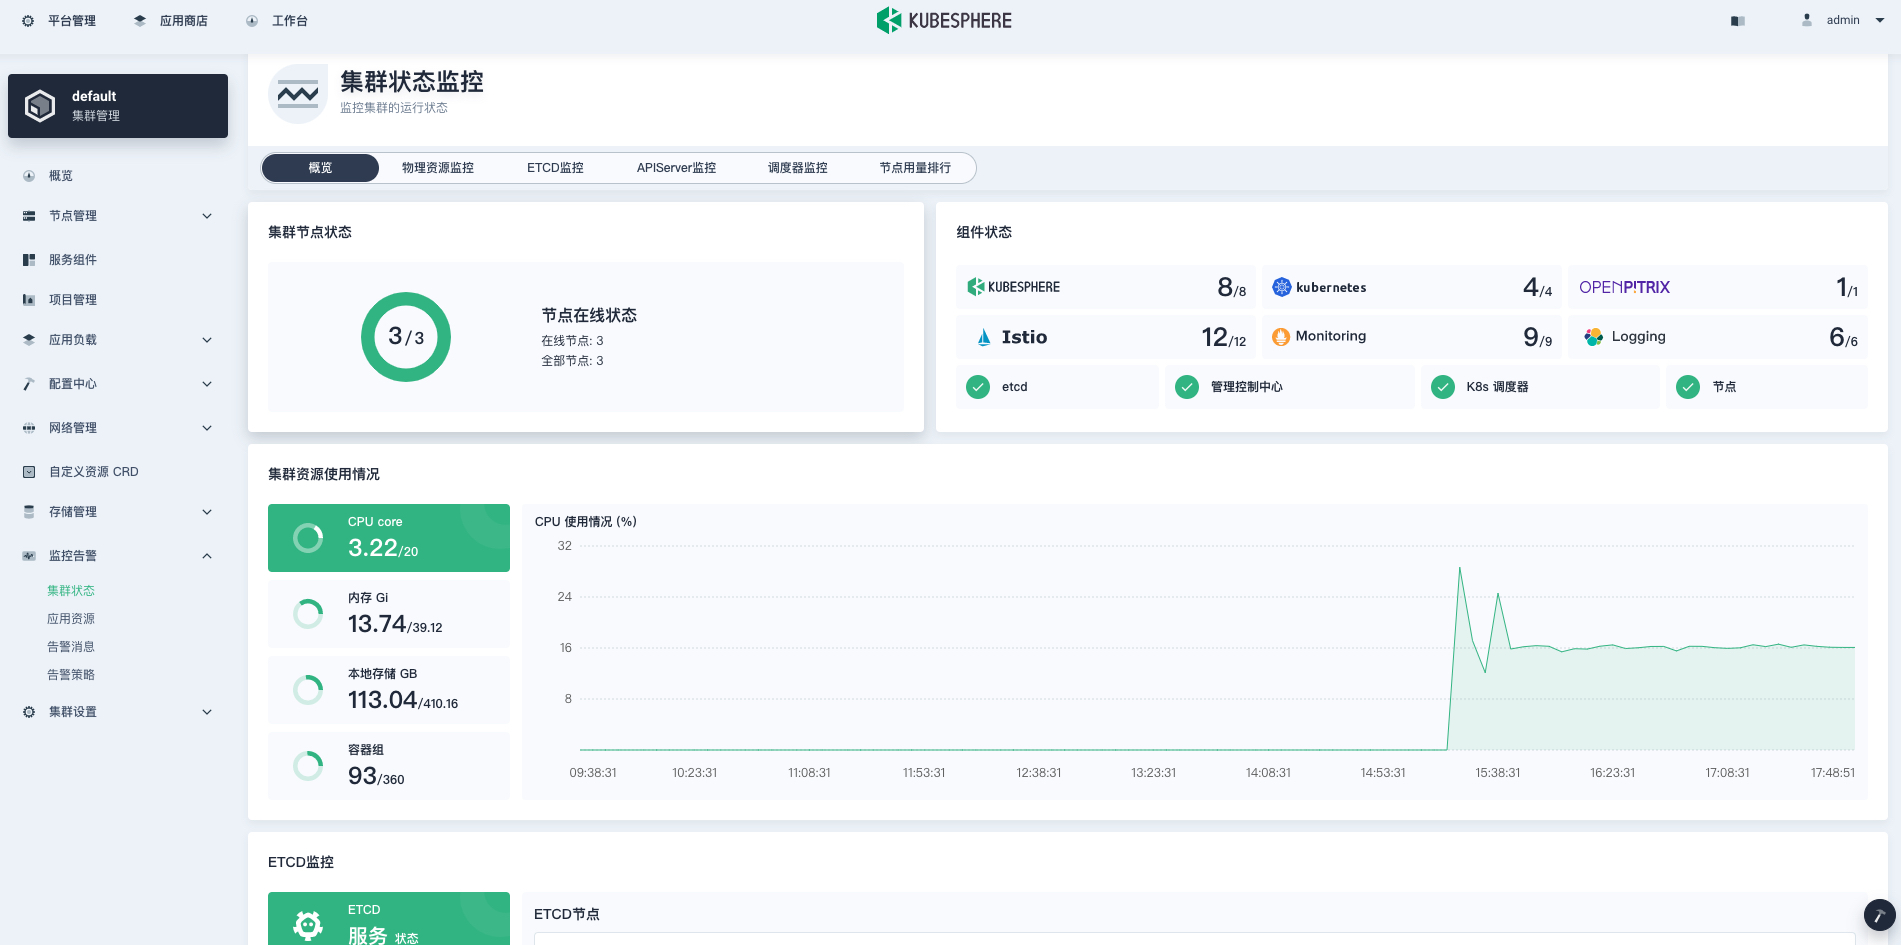 平台管理
应用商店
工作台
KUBESPHERE
admin
default
集群管理
概览
节点管理
服务组件
项目管理
应用负载
配置中心
网络管理
自定义资源 CRD
存储管理
监控告警
集群状态
应用资源
告警消息
告警策略
集群设置
集群状态监控
监控集群的运行状态
概览
物理资源监控
ETCD监控
APIServer监控
调度器监控
节点用量排行
集群节点状态
3/3
节点在线状态
在线节点: 3
全部节点: 3
组件状态
KUBESPHERE 8/8
kubernetes 4/4
OPENPITRIX 1/1
Istio 12/12
Monitoring 9/9
Logging 6/6
etcd
管理控制中心
K8s 调度器
节点
集群资源使用情况
CPU core
3.22/20
内存 Gi
13.74/39.12
本地存储 GB
113.04/410.16
容器组
93/360
CPU 使用情况 (%)
32
24
16
8
09:38:31 10:23:31 11:08:31 11:53:31 12:38:31 13:23:31 14:08:31 14:53:31 15:38:31 16:23:31 17:08:31 17:48:51
ETCD监控
ETCD
服务 状态
ETCD节点